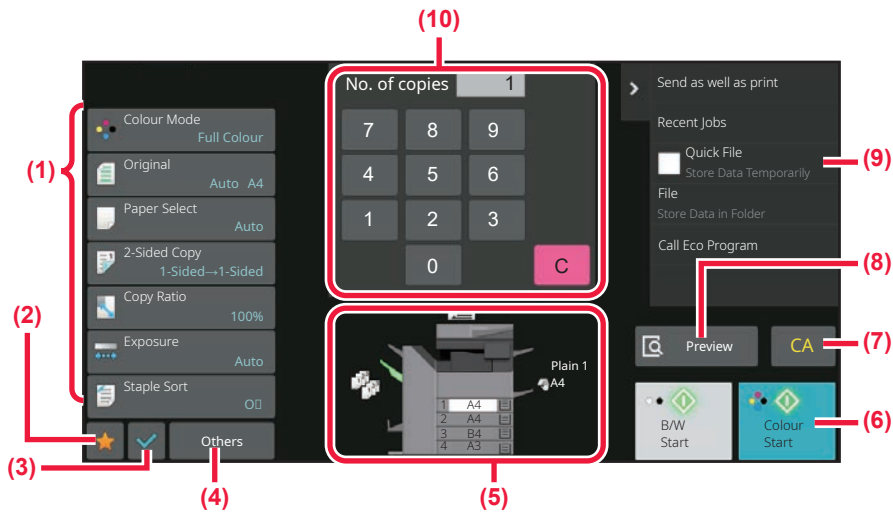 (10)
No. of copies 1
7 8 9
4 5 6
1 2 3
0 C
(1)
Colour Mode
Full Colour
Original
Auto A4
Paper Select
Auto
2-Sided Copy
1-Sided→1-Sided
Copy Ratio
100%
Exposure
Auto
Staple Sort
(2)
(3)
Others
(4)
Plain 1
A4
1 A4
2 A4
3 B4
4 A3
(5)
Send as well as print
Recent Jobs
Quick File
Store Data Temporarily
(9)
File
Store Data in Folder
Call Eco Program
(8)
Preview
CA
(7)
B/W
Start
Colour
Start
(6)